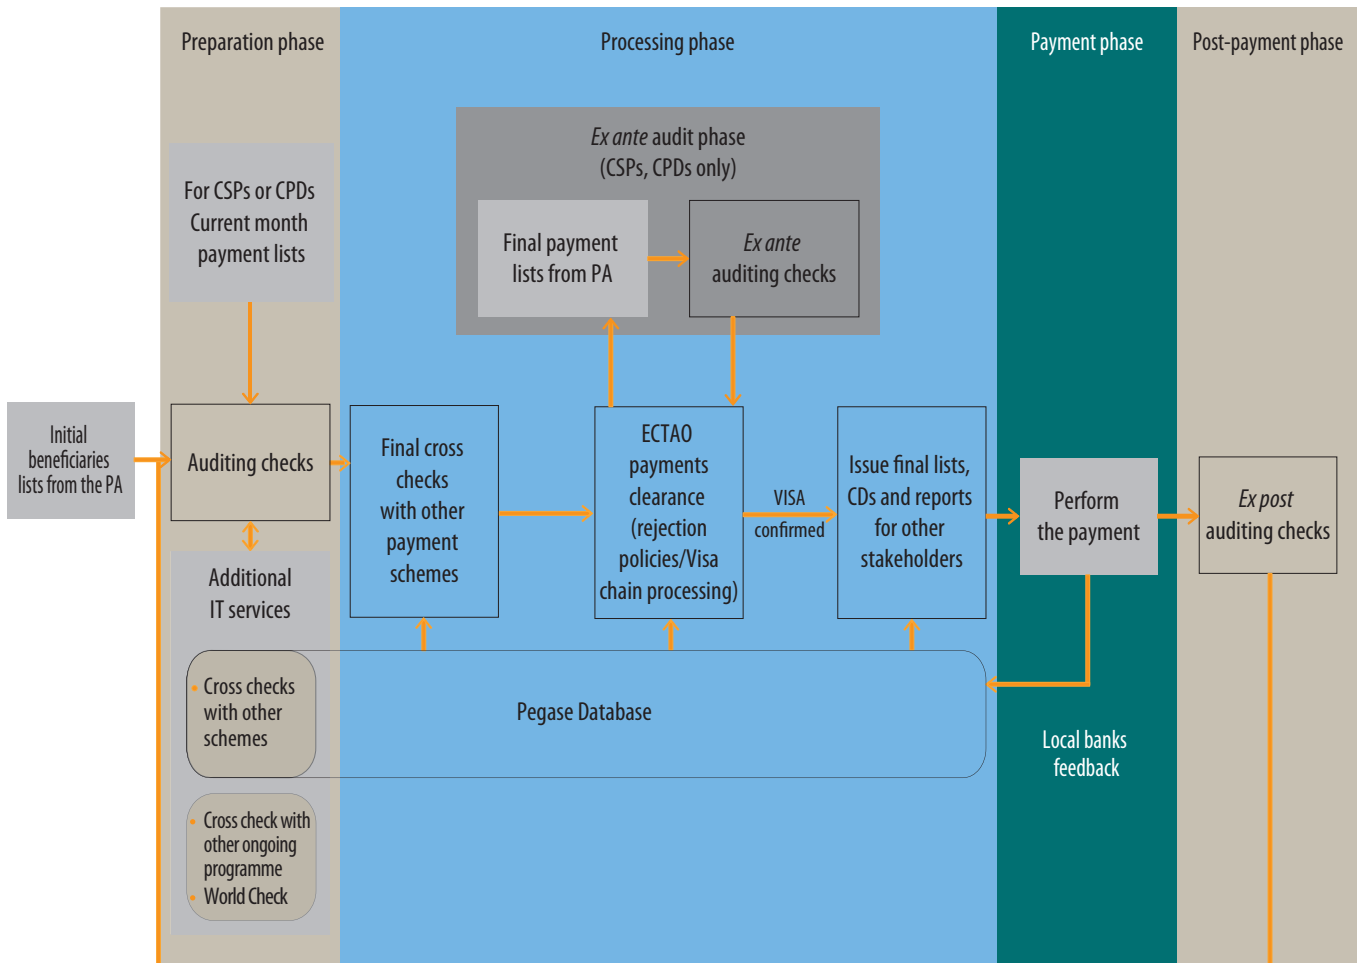 Preparation phase
Processing phase
Payment phase
Post-payment phase
Ex ante audit phase
(CSPs, CPDs only)
For CSPs or CPDs
Current month
payment lists
Final payment
lists from PA
Ex ante
auditing checks
Initial
beneficiaries
lists from the PA
Auditing checks
Final cross
checks
with other
payment
schemes
ECTAO
payments
clearance
(rejection
policies/Visa
chain processing)
VISA
confirmed
Issue final lists,
CDs and reports
for other
stakeholders
Perform
the payment
Ex post
auditing checks
Additional
IT services
• Cross checks
with other
schemes
Pegase Database
Local banks
feedback
• Cross check with
other ongoing
programme
• World Check